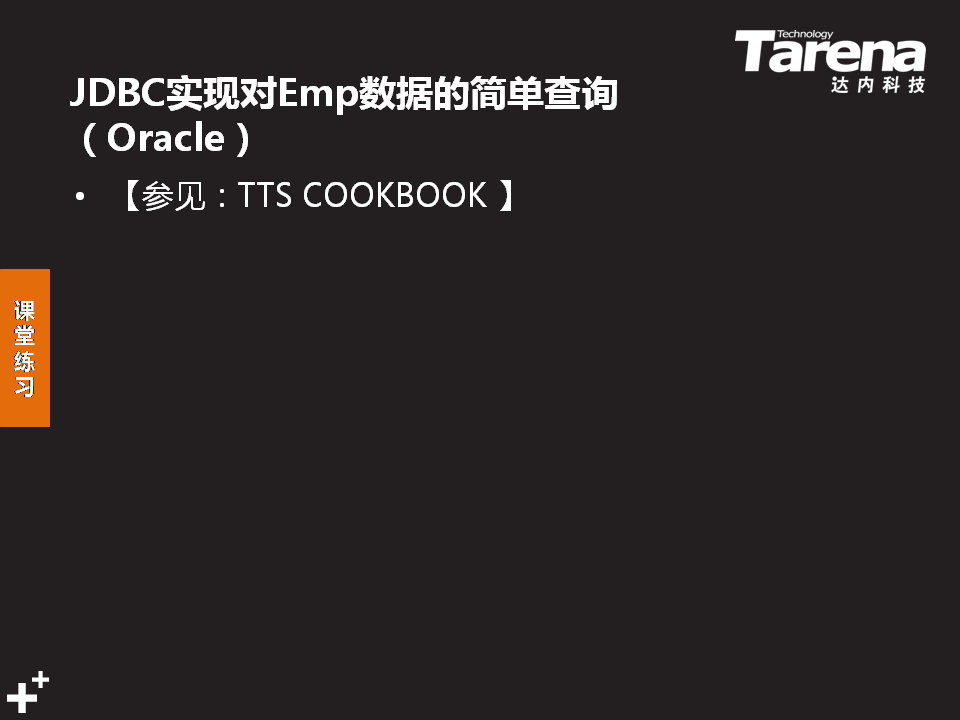 Technology
Tarena
达内科技
JDBC实现对Emp数据的简单查询
（Oracle）
• 【参见：TTS COOKBOOK 】
课
堂
练
习